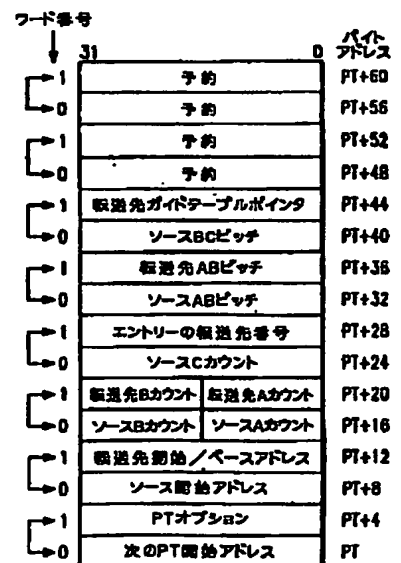 ワード番号
バイト
31 0 アドレス
1 予約 PT+60
0 予約 PT+56
1 予約 PT+52
0 予約 PT+48
1 転送先ガイドテーブルポインタ PT+44
0 ソースBCピッチ PT+40
1 転送先ABピッチ PT+36
0 ソースABピッチ PT+32
1 エントリーの転送先番号 PT+28
0 ソースCカウント PT+24
1 転送先Bカウント 転送先Aカウント PT+20
0 ソースBカウント ソースAカウント PT+16
1 転送先開始/ベースアドレス PT+12
0 ソース開始アドレス PT+8
1 PTオプション PT+4
0 次のPT開始アドレス PT